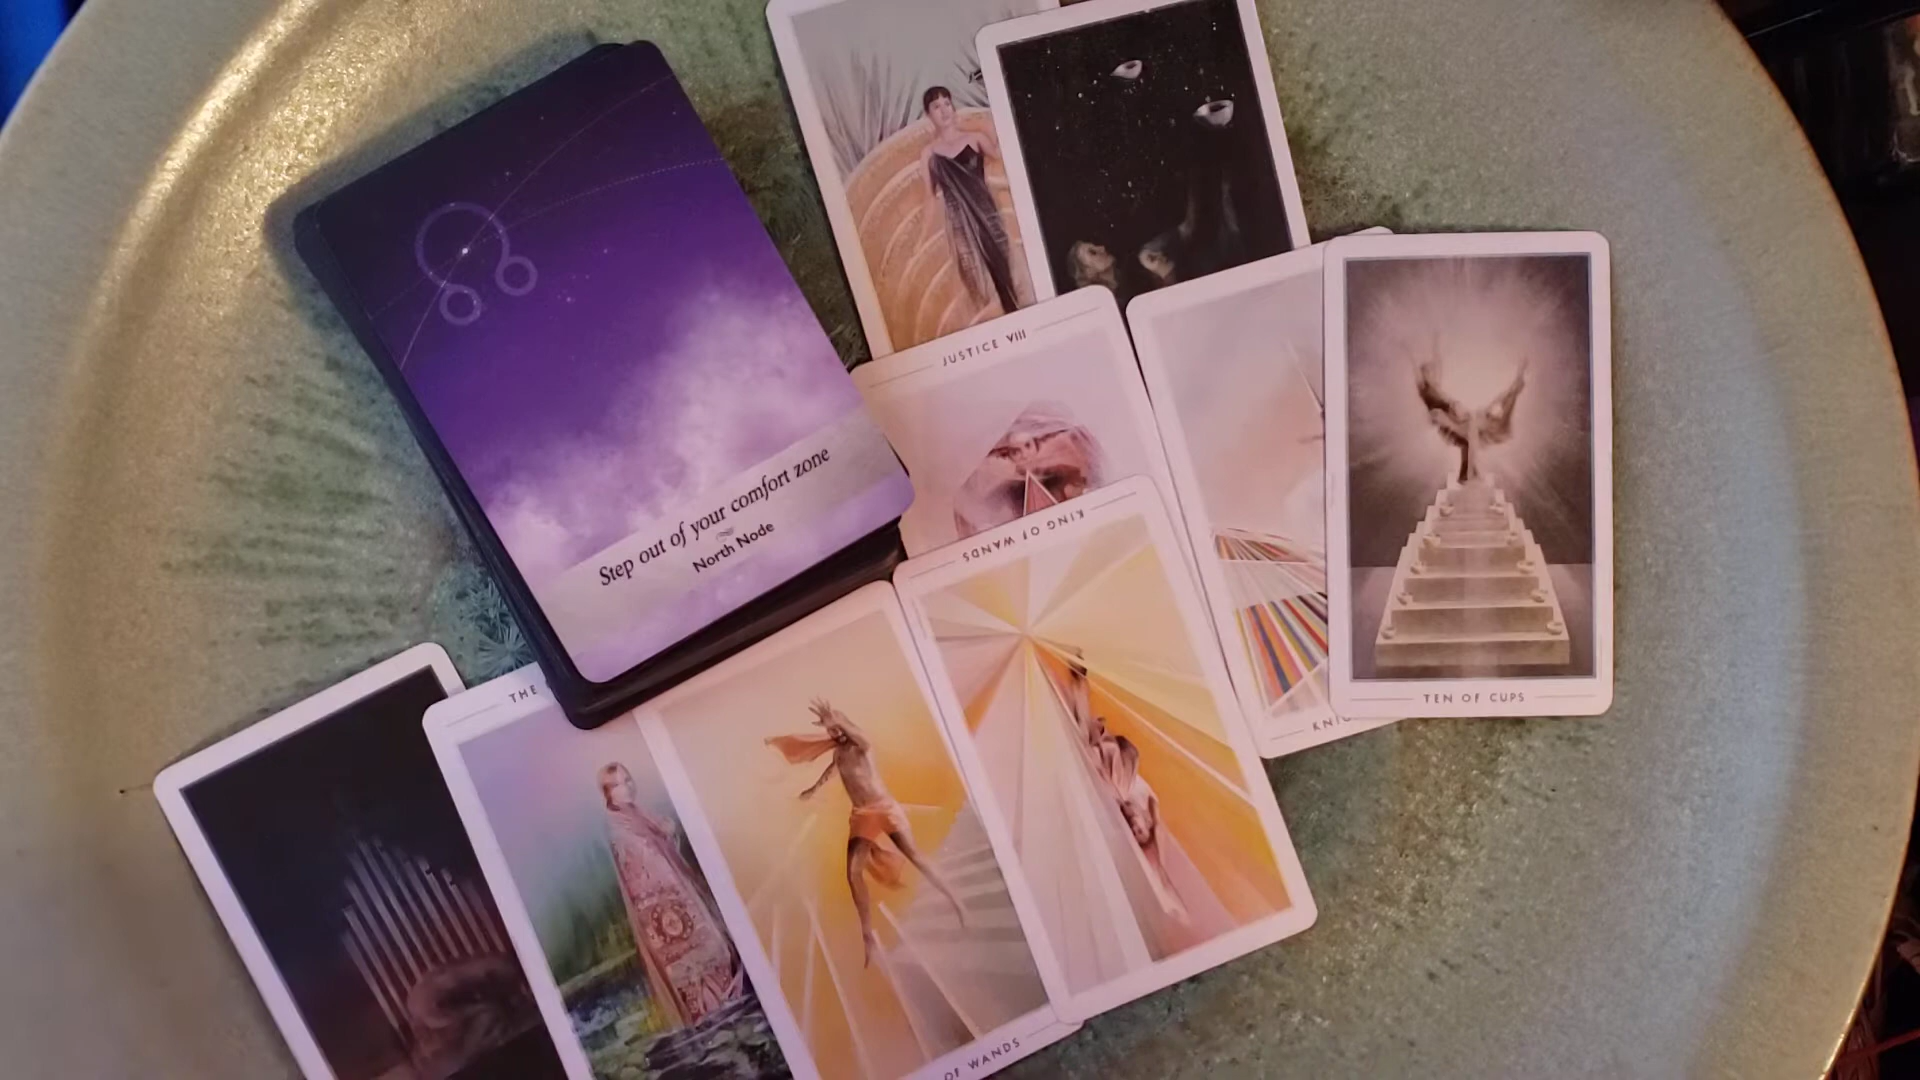 JUSTICE VIII
Step out of your comfort zone
North Node
KING OF WANDS
TEN OF CUPS
THE
OF WANDS